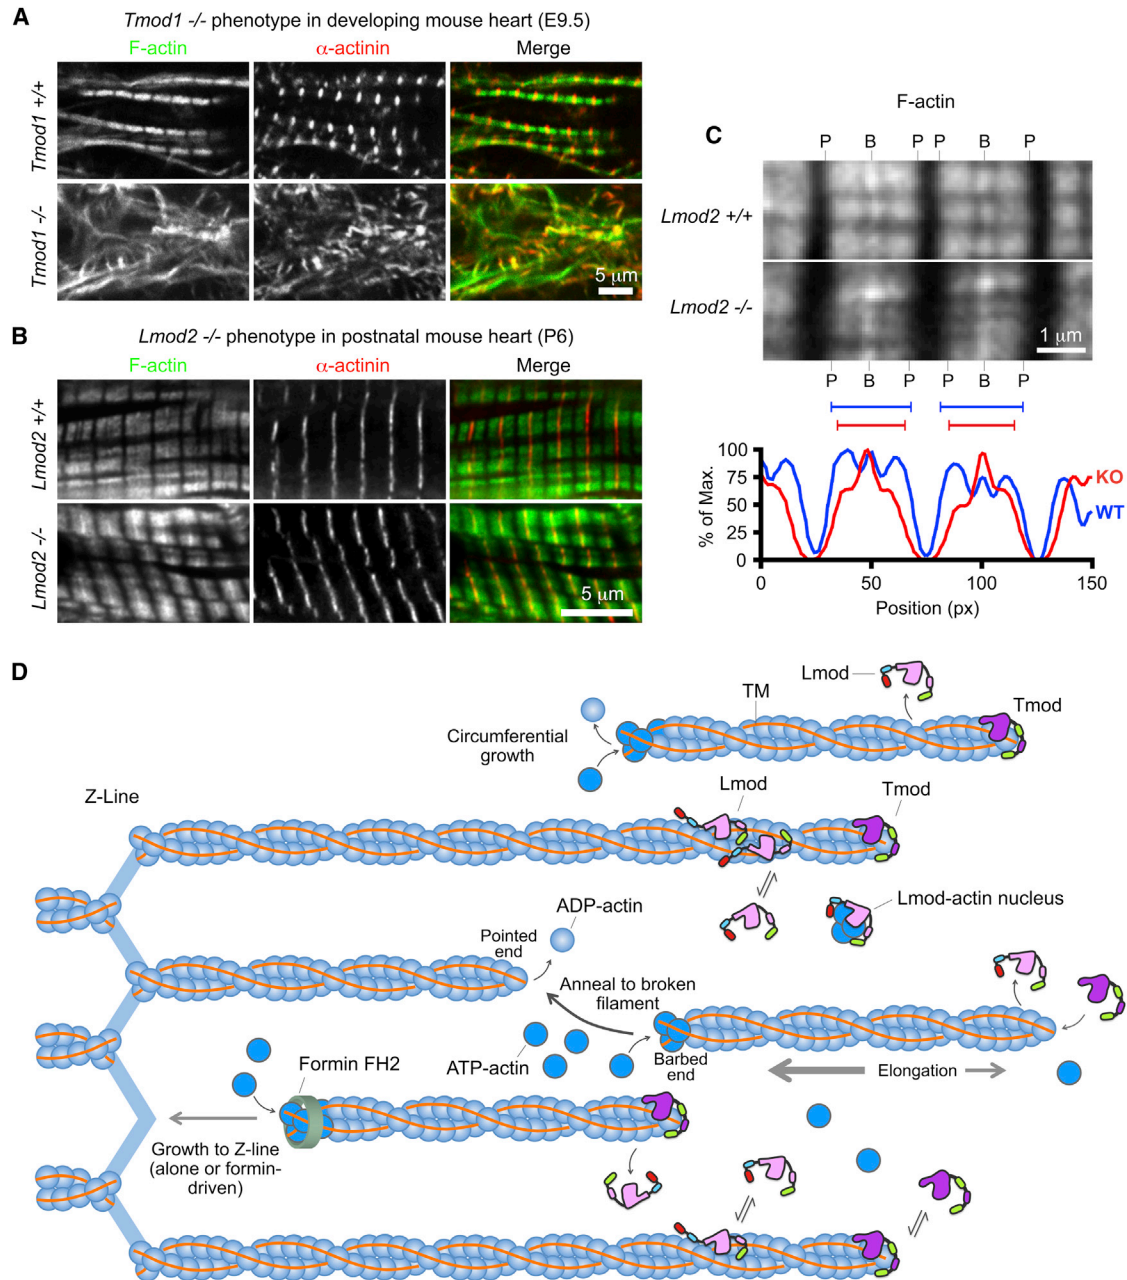 A
Tmod1 -/- phenotype in developing mouse heart (E9.5)
F-actin α-actinin Merge
Tmod1 +/+
Tmod1 -/-
5 μm
B
Lmod2 -/- phenotype in postnatal mouse heart (P6)
F-actin α-actinin Merge
Lmod2 +/+
Lmod2 -/-
5 μm
C
F-actin
P B P P B P
Lmod2 +/+
Lmod2 -/-
1 μm
P B P P B P
% of Max.
100
75
50
25
0
KO
WT
0 50 100 150
Position (px)
D
Lmod
TM
Tmod
Circumferential
growth
Z-Line
Lmod
Tmod
ADP-actin
Lmod-actin nucleus
Pointed
end
Anneal to broken
filament
ATP-actin
Barbed
end
Elongation
Formin FH2
Growth to Z-line
(alone or formin-
driven)